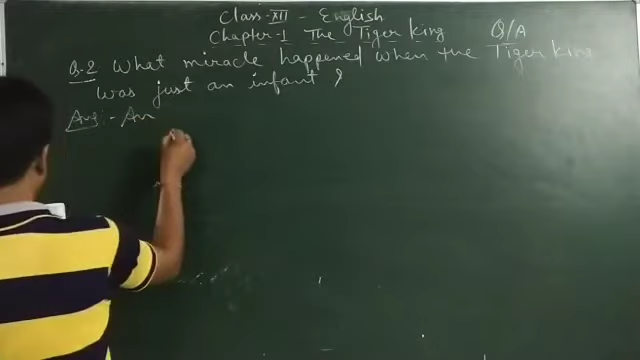 Class-XII - English
Chapter-1 The Tiger king Q/A
Q.2 What miracle happened when the Tiger king
was just an infant ?
Ans:- An